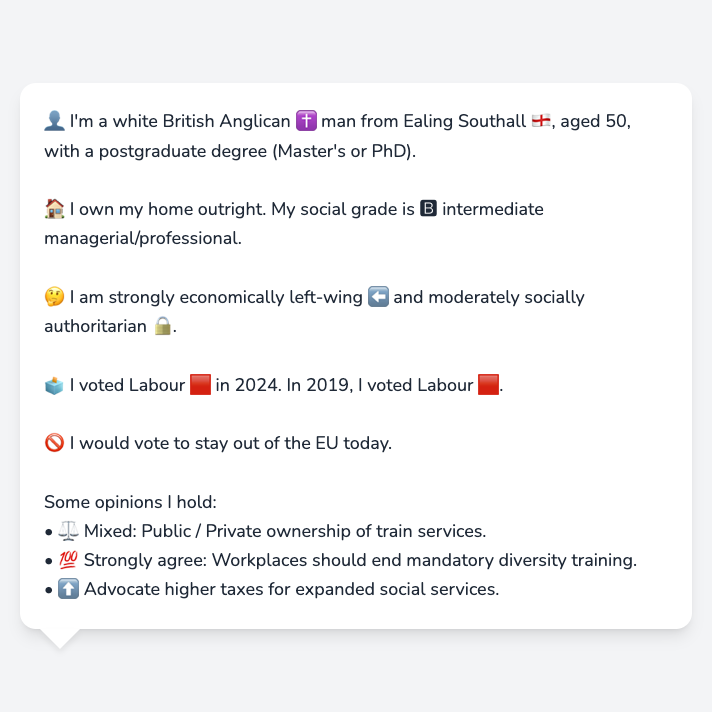 👤 I'm a white British Anglican ✝️ man from Ealing Southall 🏴󠁧󠁢󠁥󠁮󠁧󠁿, aged 50,
with a postgraduate degree (Master's or PhD).
🏠 I own my home outright. My social grade is 🅱 intermediate
managerial/professional.
🤔 I am strongly economically left-wing ⬅️ and moderately socially
authoritarian 🔒.
🗳️ I voted Labour 🟥 in 2024. In 2019, I voted Labour 🟥.
🚫 I would vote to stay out of the EU today.
Some opinions I hold:
• ⚖️ Mixed: Public / Private ownership of train services.
• 💯 Strongly agree: Workplaces should end mandatory diversity training.
• ⬆️ Advocate higher taxes for expanded social services.